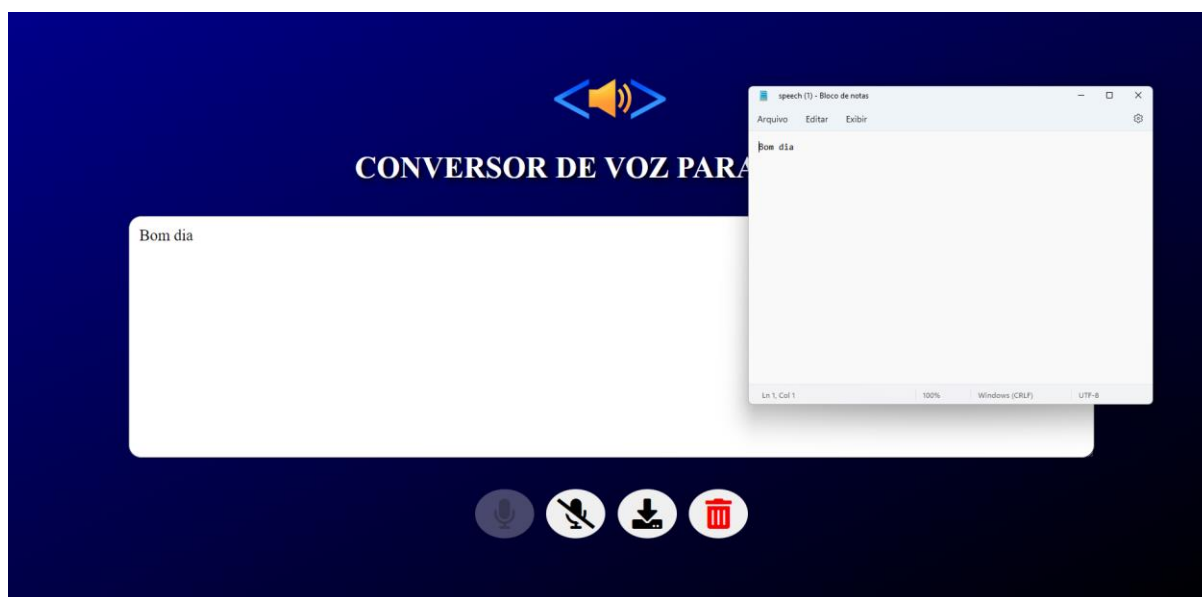 speech (1) - Bloco de notas
Arquivo Editar Exibir
Bom dia
Ln 1, Col 1 100% Windows (CRLF) UTF-8
CONVERSOR DE VOZ PARA
Bom dia